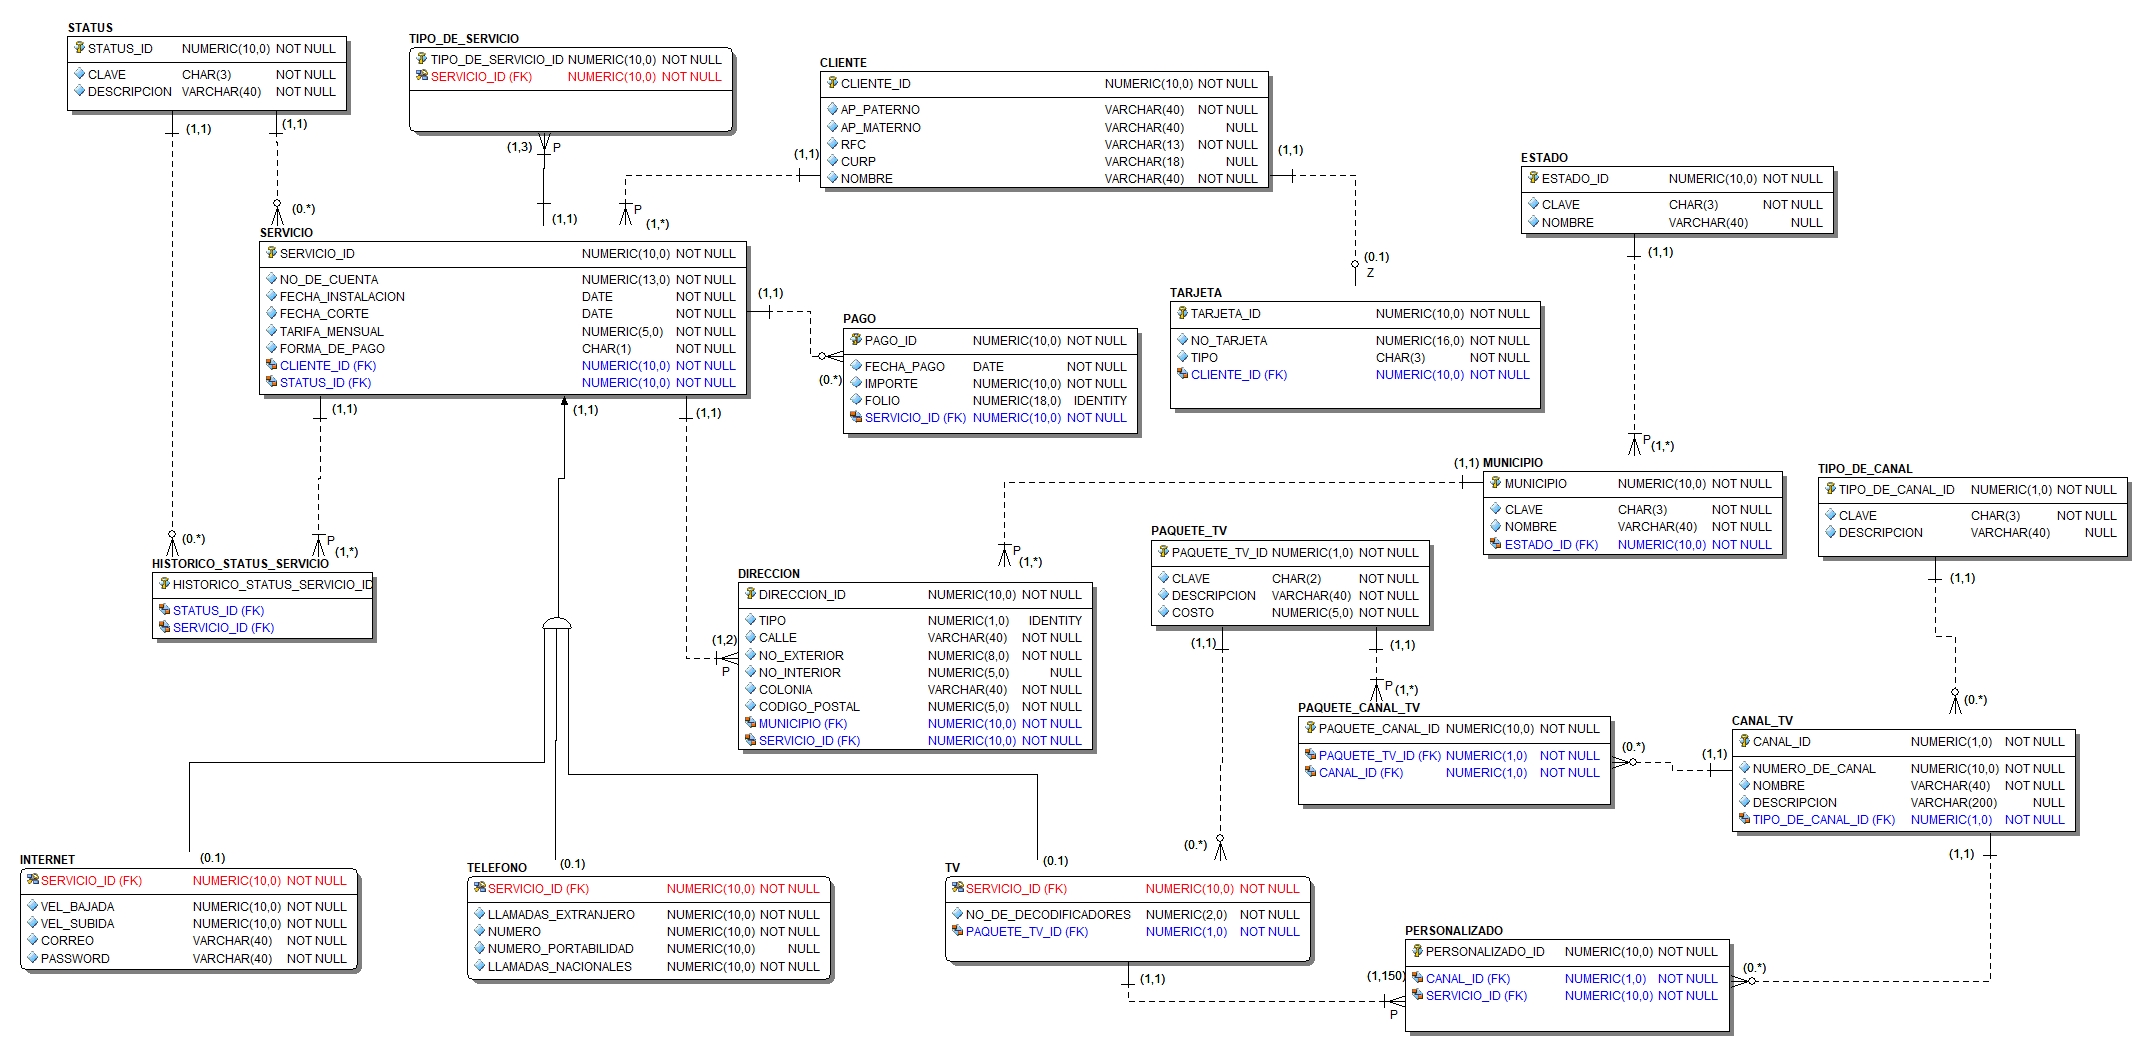 STATUS
STATUS_ID NUMERIC(10,0) NOT NULL
CLAVE CHAR(3) NOT NULL
DESCRIPCION VARCHAR(40) NOT NULL
(1,1)
(1,1)
(0.*)
(0.*)
TIPO_DE_SERVICIO
TIPO_DE_SERVICIO_ID NUMERIC(10,0) NOT NULL
SERVICIO_ID (FK) NUMERIC(10,0) NOT NULL
(1,3) P
(1,1)
CLIENTE
CLIENTE_ID NUMERIC(10,0) NOT NULL
AP_PATERNO VARCHAR(40) NOT NULL
AP_MATERNO VARCHAR(40) NULL
RFC VARCHAR(13) NOT NULL
CURP VARCHAR(18) NULL
NOMBRE VARCHAR(40) NOT NULL
(1,1)
P
(1,*)
(1,1)
(0.1)
Z
ESTADO
ESTADO_ID NUMERIC(10,0) NOT NULL
CLAVE CHAR(3) NOT NULL
NOMBRE VARCHAR(40) NULL
(1,1)
P (1,*)
SERVICIO
SERVICIO_ID NUMERIC(10,0) NOT NULL
NO_DE_CUENTA NUMERIC(13,0) NOT NULL
FECHA_INSTALACION DATE NOT NULL
FECHA_CORTE DATE NOT NULL
TARIFA_MENSUAL NUMERIC(5,0) NOT NULL
FORMA_DE_PAGO CHAR(1) NOT NULL
CLIENTE_ID (FK) NUMERIC(10,0) NOT NULL
STATUS_ID (FK) NUMERIC(10,0) NOT NULL
(1,1)
(0.*)
(1,1)
(1,1)
(1,1)
PAGO
PAGO_ID NUMERIC(10,0) NOT NULL
FECHA_PAGO DATE NOT NULL
IMPORTE NUMERIC(10,0) NOT NULL
FOLIO NUMERIC(18,0) IDENTITY
SERVICIO_ID (FK) NUMERIC(10,0) NOT NULL
TARJETA
TARJETA_ID NUMERIC(10,0) NOT NULL
NO_TARJETA NUMERIC(16,0) NOT NULL
TIPO CHAR(3) NOT NULL
CLIENTE_ID (FK) NUMERIC(10,0) NOT NULL
(1,1)
MUNICIPIO
MUNICIPIO NUMERIC(10,0) NOT NULL
CLAVE CHAR(3) NOT NULL
NOMBRE VARCHAR(40) NOT NULL
ESTADO_ID (FK) NUMERIC(10,0) NOT NULL
TIPO_DE_CANAL
TIPO_DE_CANAL_ID NUMERIC(1,0) NOT NULL
CLAVE CHAR(3) NOT NULL
DESCRIPCION VARCHAR(40) NULL
(1,1)
(0.*)
P
(1,*)
HISTORICO_STATUS_SERVICIO
HISTORICO_STATUS_SERVICIO_ID
STATUS_ID (FK)
SERVICIO_ID (FK)
P
(1,*)
DIRECCION
DIRECCION_ID NUMERIC(10,0) NOT NULL
TIPO NUMERIC(1,0) IDENTITY
CALLE VARCHAR(40) NOT NULL
NO_EXTERIOR NUMERIC(8,0) NOT NULL
NO_INTERIOR NUMERIC(5,0) NULL
COLONIA VARCHAR(40) NOT NULL
CODIGO_POSTAL NUMERIC(5,0) NOT NULL
MUNICIPIO (FK) NUMERIC(10,0) NOT NULL
SERVICIO_ID (FK) NUMERIC(10,0) NOT NULL
(1,2)
P
PAQUETE_TV
PAQUETE_TV_ID NUMERIC(1,0) NOT NULL
CLAVE CHAR(2) NOT NULL
DESCRIPCION VARCHAR(40) NOT NULL
COSTO NUMERIC(5,0) NOT NULL
(1,1)
(1,1)
P (1,*)
(0.*)
PAQUETE_CANAL_TV
PAQUETE_CANAL_ID NUMERIC(10,0) NOT NULL
PAQUETE_TV_ID (FK) NUMERIC(1,0) NOT NULL
CANAL_ID (FK) NUMERIC(1,0) NOT NULL
(0.*)
(1,1)
CANAL_TV
CANAL_ID NUMERIC(1,0) NOT NULL
NUMERO_DE_CANAL NUMERIC(10,0) NOT NULL
NOMBRE VARCHAR(40) NOT NULL
DESCRIPCION VARCHAR(200) NULL
TIPO_DE_CANAL_ID (FK) NUMERIC(1,0) NOT NULL
(1,1)
(0.1)
INTERNET
SERVICIO_ID (FK) NUMERIC(10,0) NOT NULL
VEL_BAJADA NUMERIC(10,0) NOT NULL
VEL_SUBIDA NUMERIC(10,0) NOT NULL
CORREO VARCHAR(40) NOT NULL
PASSWORD VARCHAR(40) NOT NULL
(0.1)
TELEFONO
SERVICIO_ID (FK) NUMERIC(10,0) NOT NULL
LLAMADAS_EXTRANJERO NUMERIC(10,0) NOT NULL
NUMERO NUMERIC(10,0) NOT NULL
NUMERO_PORTABILIDAD NUMERIC(10,0) NULL
LLAMADAS_NACIONALES NUMERIC(10,0) NOT NULL
(0.1)
TV
SERVICIO_ID (FK) NUMERIC(10,0) NOT NULL
NO_DE_DECODIFICADORES NUMERIC(2,0) NOT NULL
PAQUETE_TV_ID (FK) NUMERIC(1,0) NOT NULL
(1,1)
(1,150)
P
PERSONALIZADO
PERSONALIZADO_ID NUMERIC(10,0) NOT NULL
CANAL_ID (FK) NUMERIC(1,0) NOT NULL
SERVICIO_ID (FK) NUMERIC(10,0) NOT NULL
(0.*)